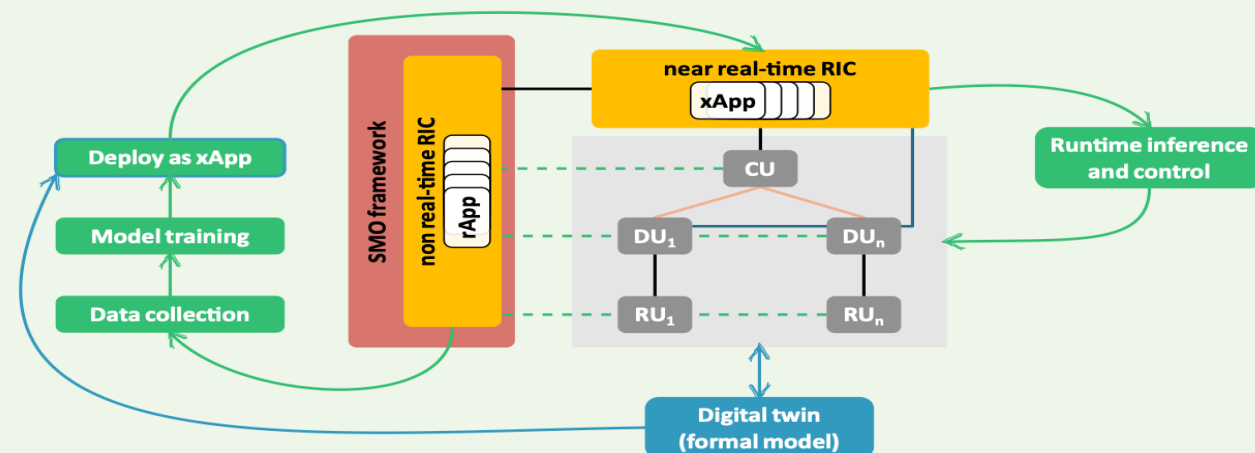 near real-time RIC
xApp
SMO framework
non real-time RIC
rApp
Deploy as xApp
Model training
Data collection
CU
DU₁
DUₙ
RU₁
RUₙ
Runtime inference
and control
Digital twin
(formal model)